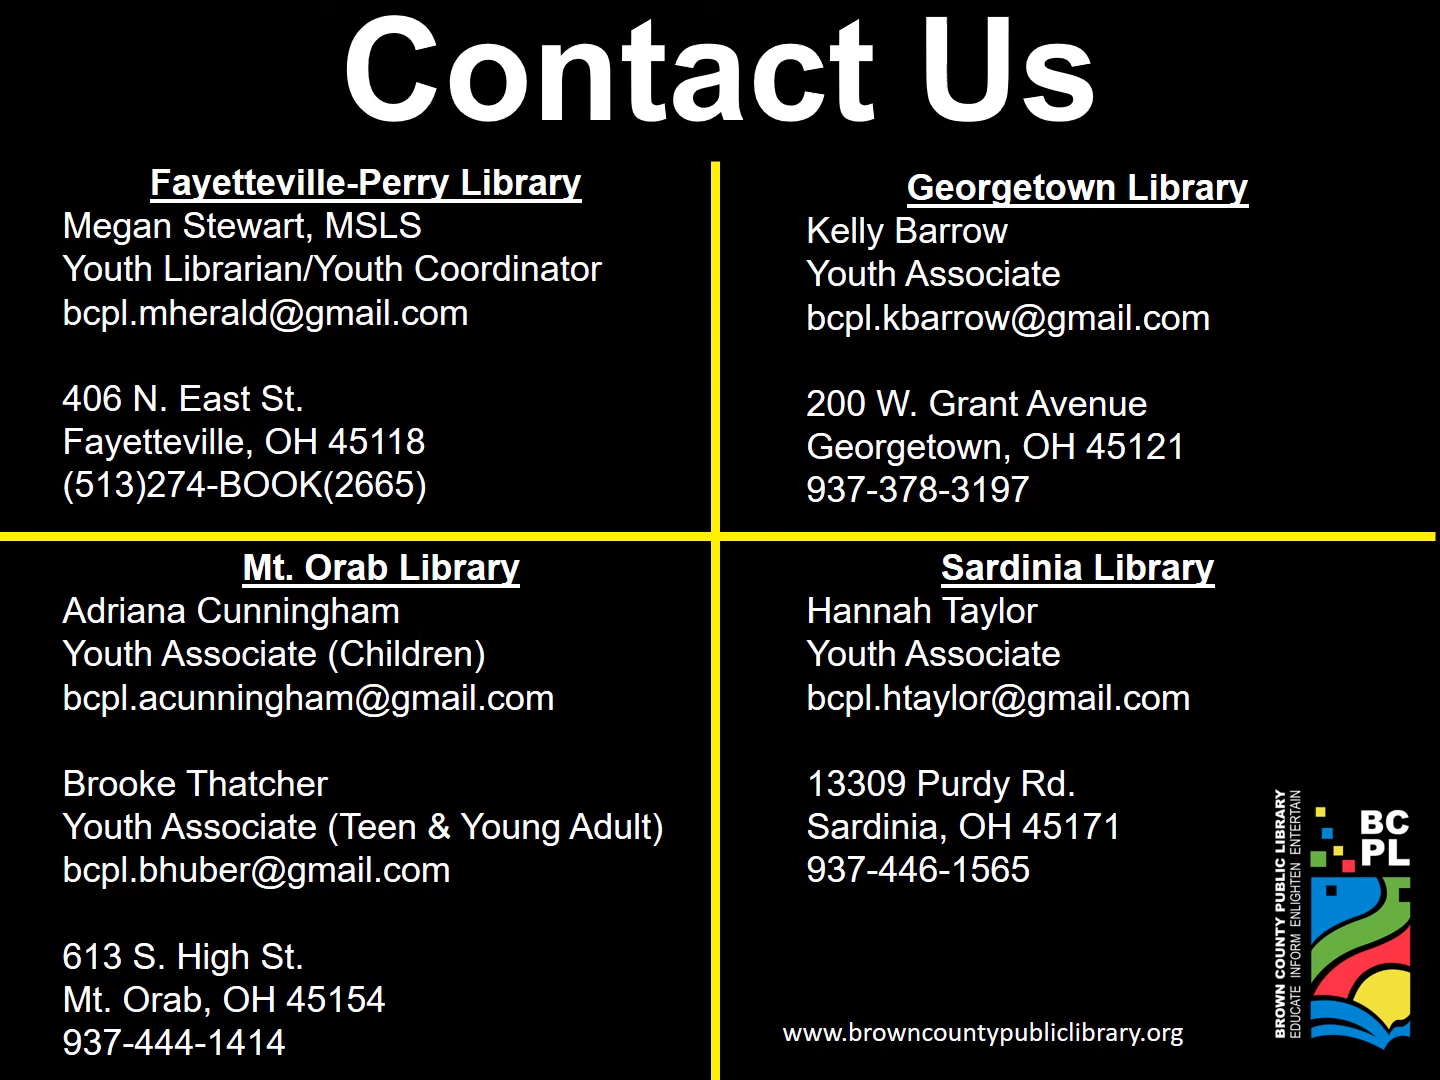 Contact Us
Fayetteville-Perry Library
Megan Stewart, MSLS
Youth Librarian/Youth Coordinator
bcpl.mherald@gmail.com
406 N. East St.
Fayetteville, OH 45118
(513)274-BOOK(2665)
Georgetown Library
Kelly Barrow
Youth Associate
bcpl.kbarrow@gmail.com
200 W. Grant Avenue
Georgetown, OH 45121
937-378-3197
Mt. Orab Library
Adriana Cunningham
Youth Associate (Children)
bcpl.acunningham@gmail.com
Brooke Thatcher
Youth Associate (Teen & Young Adult)
bcpl.bhuber@gmail.com
613 S. High St.
Mt. Orab, OH 45154
937-444-1414
Sardinia Library
Hannah Taylor
Youth Associate
bcpl.htaylor@gmail.com
13309 Purdy Rd.
Sardinia, OH 45171
937-446-1565
www.browncountypubliclibrary.org
BROWN COUNTY PUBLIC LIBRARY
EDUCATE INFORM ENLIGHTEN ENTERTAIN
BC
PL